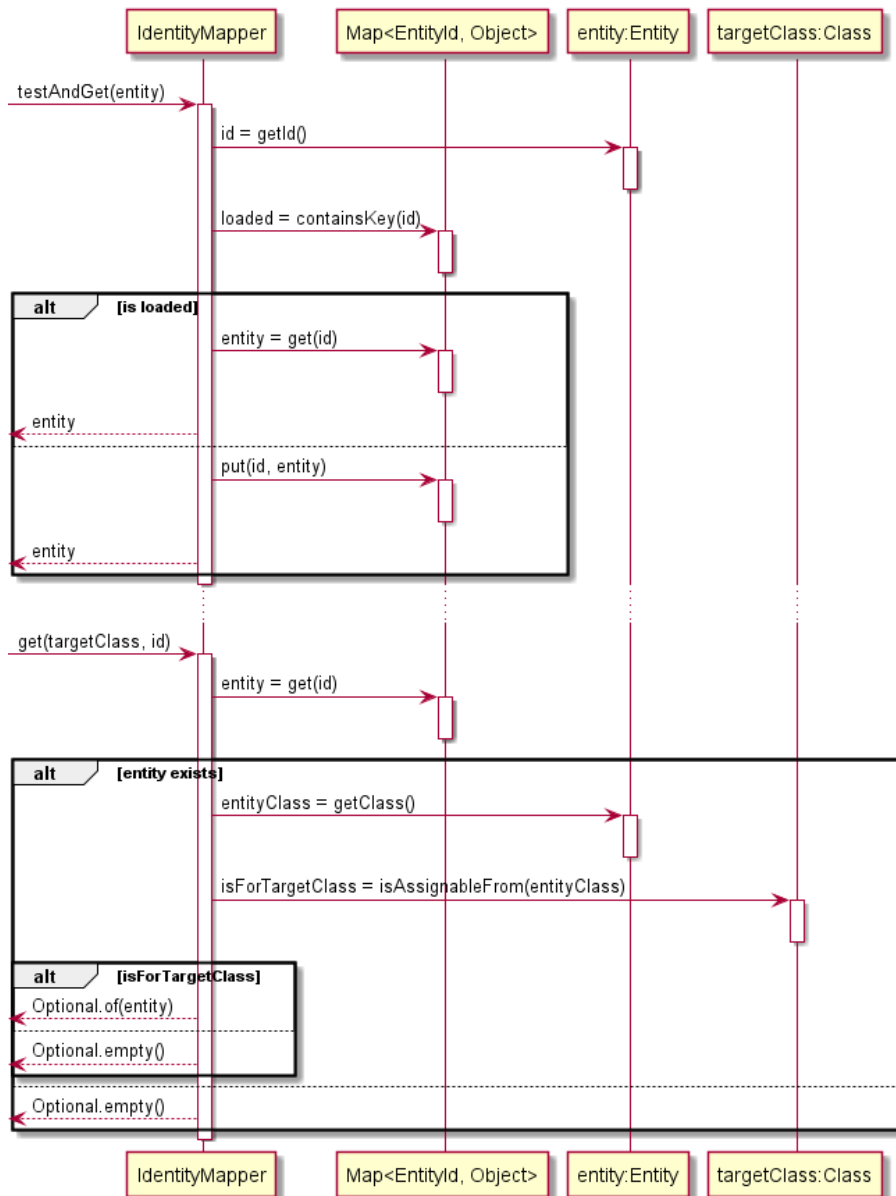 IdentityMapper
Map<EntityId, Object>
entity:Entity
targetClass:Class
testAndGet(entity)
id = getId()
loaded = containsKey(id)
alt
[is loaded]
entity = get(id)
entity
put(id, entity)
entity
get(targetClass, id)
entity = get(id)
alt
[entity exists]
entityClass = getClass()
isForTargetClass = isAssignableFrom(entityClass)
alt
[isForTargetClass]
Optional.of(entity)
Optional.empty()
Optional.empty()
IdentityMapper
Map<EntityId, Object>
entity:Entity
targetClass:Class